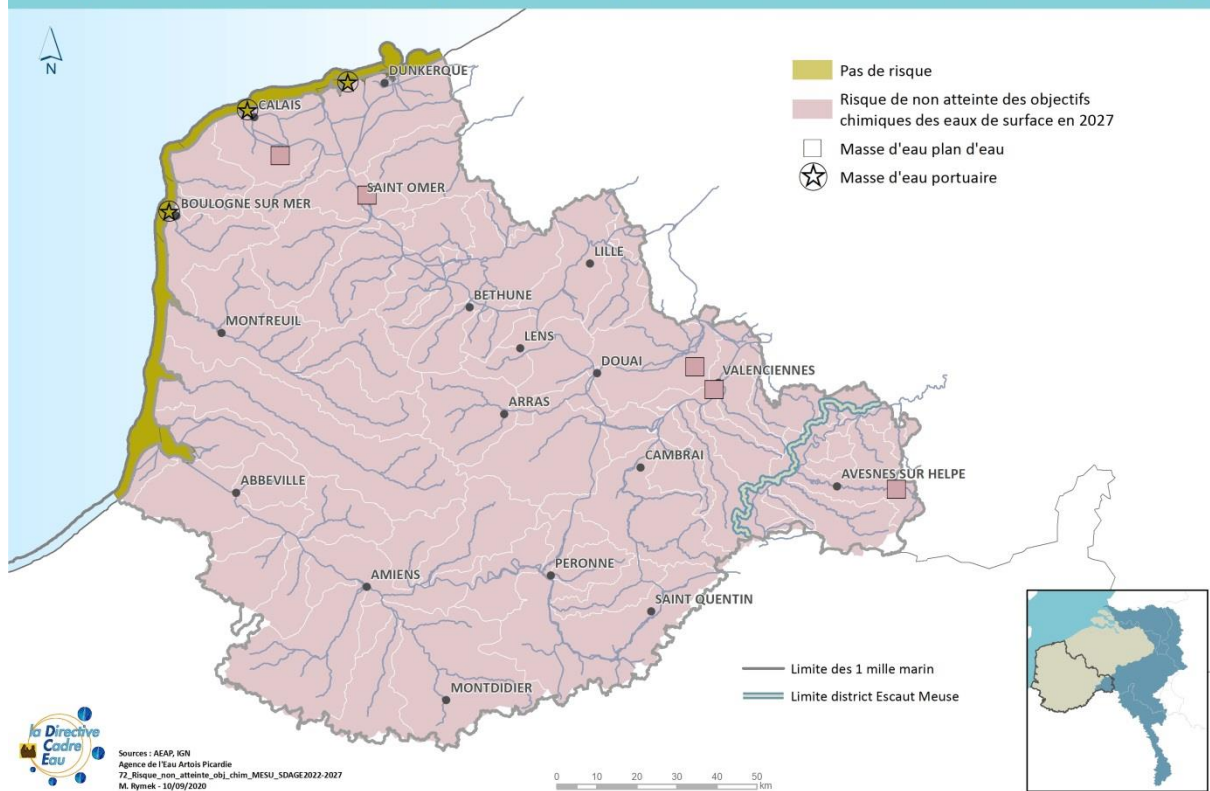 N
Pas de risque
Risque de non atteinte des objectifs
chimiques des eaux de surface en 2027
Masse d'eau plan d'eau
Masse d'eau portuaire
DUNKERQUE
CALAIS
SAINT OMER
BOULOGNE SUR MER
LILLE
BETHUNE
MONTREUIL
LENS
DOUAI
VALENCIENNES
ARRAS
CAMBRAI
AVESNES SUR HELPE
ABBEVILLE
AMIENS
PERONNE
SAINT QUENTIN
MONTDIDIER
Limite des 1 mille marin
Limite district Escaut Meuse
la Directive
Cadre
Eau
Sources : AEAP, IGN
Agence de l'Eau Artois Picardie
72_Risque_non_atteinte_obj_chim_MESU_SDAGE2022-2027
M. Rymek - 10/09/2020
0 10 20 30 40 50
km